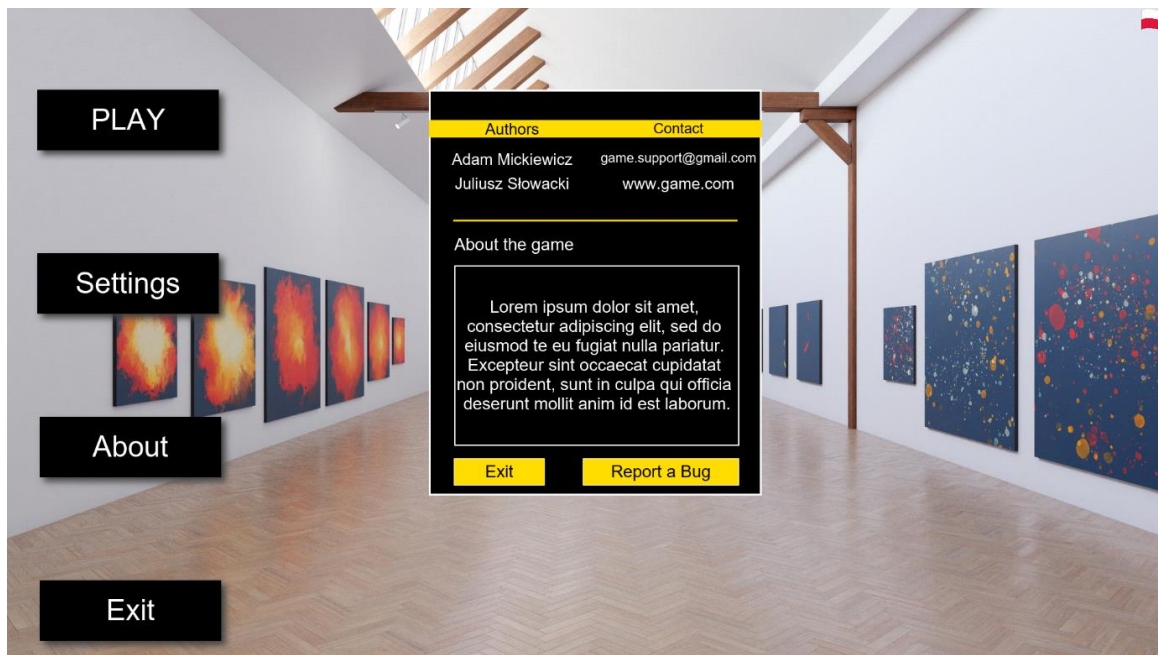 PLAY
Settings
About
Exit
Authors
Contact
Adam Mickiewicz
game.support@gmail.com
Juliusz Słowacki
www.game.com
About the game
Lorem ipsum dolor sit amet,
consectetur adipiscing elit, sed do
eiusmod te eu fugiat nulla pariatur.
Excepteur sint occaecat cupidatat
non proident, sunt in culpa qui officia
deserunt mollit anim id est laborum.
Exit
Report a Bug